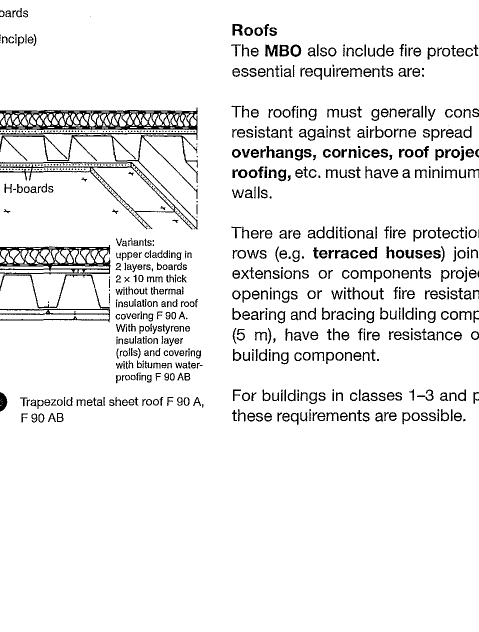 oards
nciple)
H-boards
Variants:
upper cladding in
2 layers, boards
2 × 10 mm thick
without thermal
insulation and roof
covering F 90 A.
With polystyrene
insulation layer
(rolls) and covering
with bitumen water-
proofing F 90 AB
Trapezoid metal sheet roof F 90 A,
F 90 AB
Roofs
The MBO also include fire protect
essential requirements are:
The roofing must generally cons
resistant against airborne spread
overhangs, cornices, roof projec
roofing, etc. must have a minimum
walls.
There are additional fire protection
rows (e.g. terraced houses) join
extensions or components projec
openings or without fire resistan
bearing and bracing building comp
(5 m), have the fire resistance o
building component.
For buildings in classes 1–3 and p
these requirements are possible.